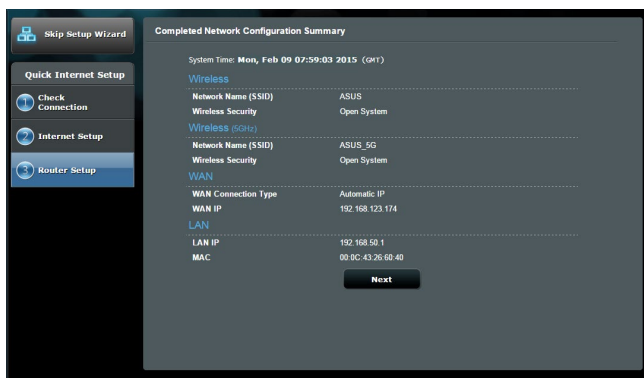 Skip Setup Wizard
Quick Internet Setup
1 Check Connection
2 Internet Setup
3 Router Setup
Completed Network Configuration Summary
System Time: Mon, Feb 09 07:59:03 2015 (GMT)
Wireless
Network Name (SSID) ASUS
Wireless Security Open System
Wireless (5GHz)
Network Name (SSID) ASUS_5G
Wireless Security Open System
WAN
WAN Connection Type Automatic IP
WAN IP 192.168.123.174
LAN
LAN IP 192.168.50.1
MAC 00:0C:43:26:60:40
Next